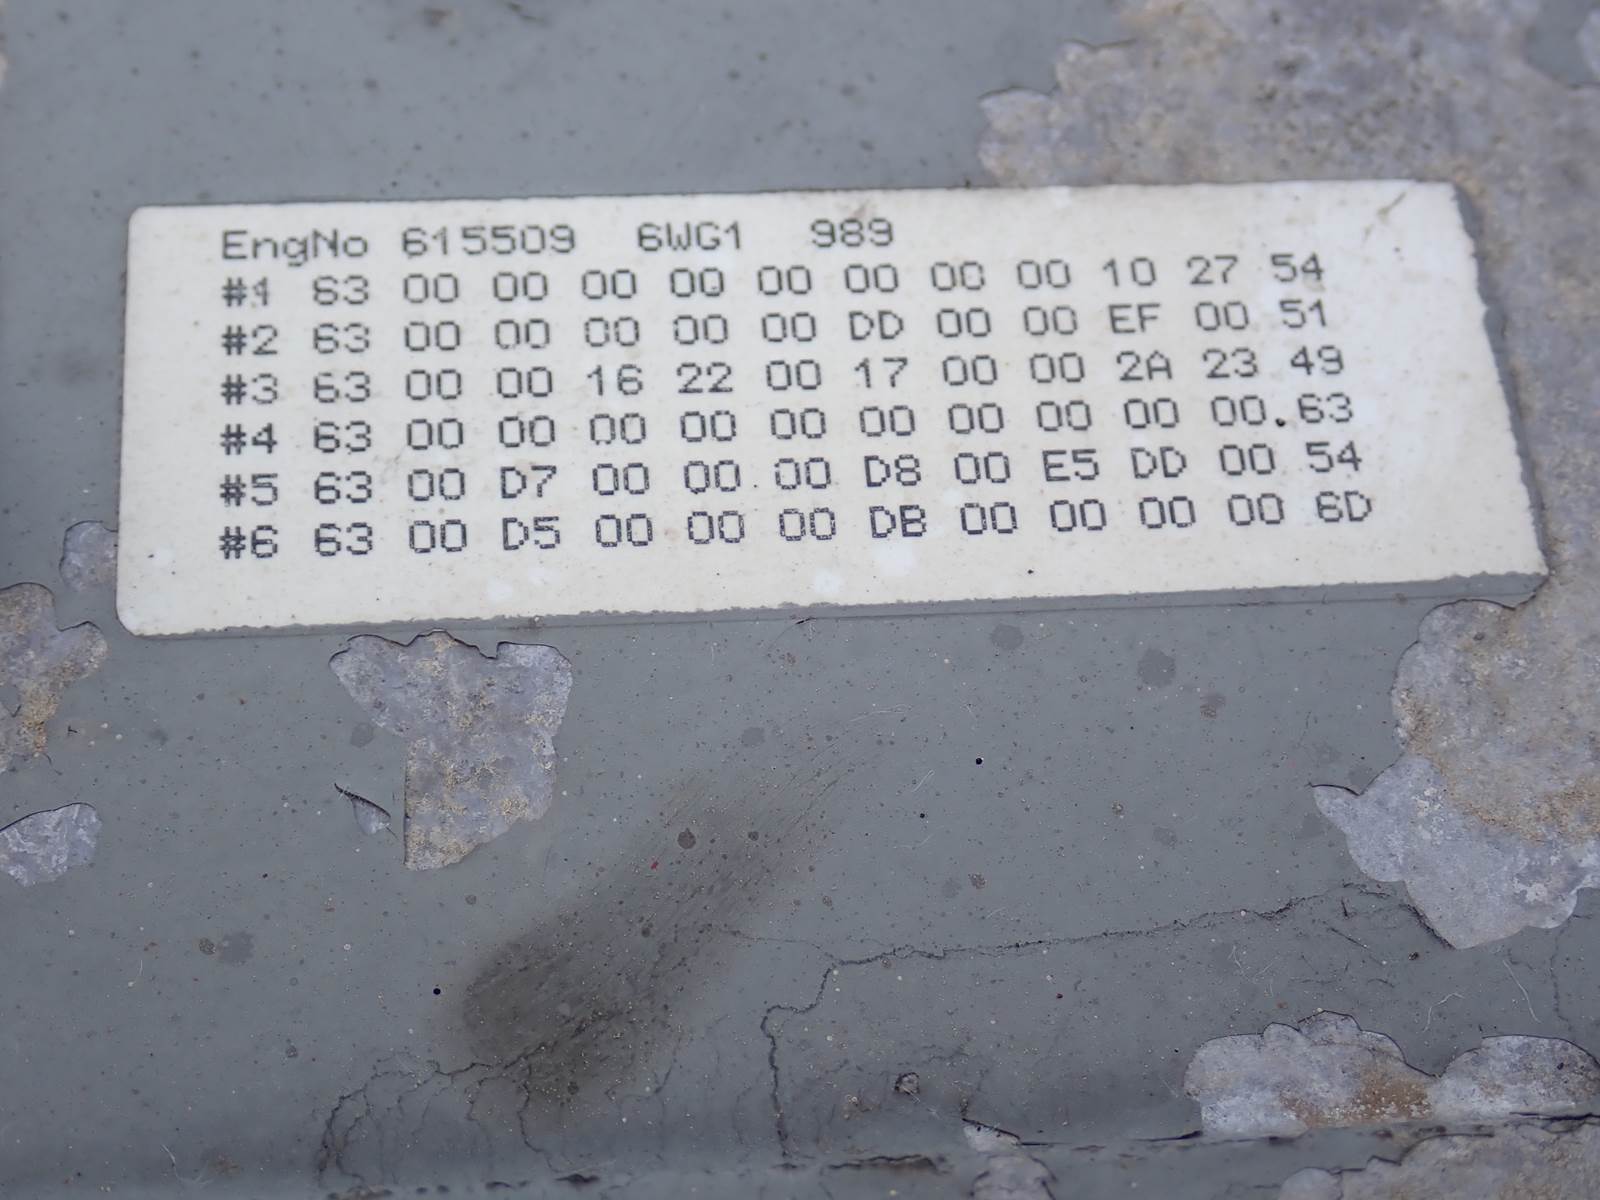 EngNo 615509 6WG1 989
#1 63 00 00 00 00 00 00 00 00 10 27 54
#2 63 00 00 00 00 00 DD 00 00 EF 00 51
#3 63 00 00 16 22 00 17 00 00 2A 23 49
#4 63 00 00 00 00 00 00 00 00 00 00 63
#5 63 00 D7 00 00 00 D8 00 E5 DD 00 54
#6 63 00 D5 00 00 00 DB 00 00 00 00 6D